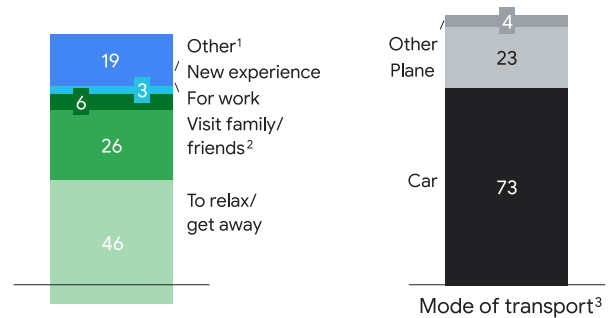 19
3
6
26
46
Other¹
New experience
For work
Visit family/
friends²
To relax/
get away
4
23
73
Other
Plane
Car
Mode of transport³